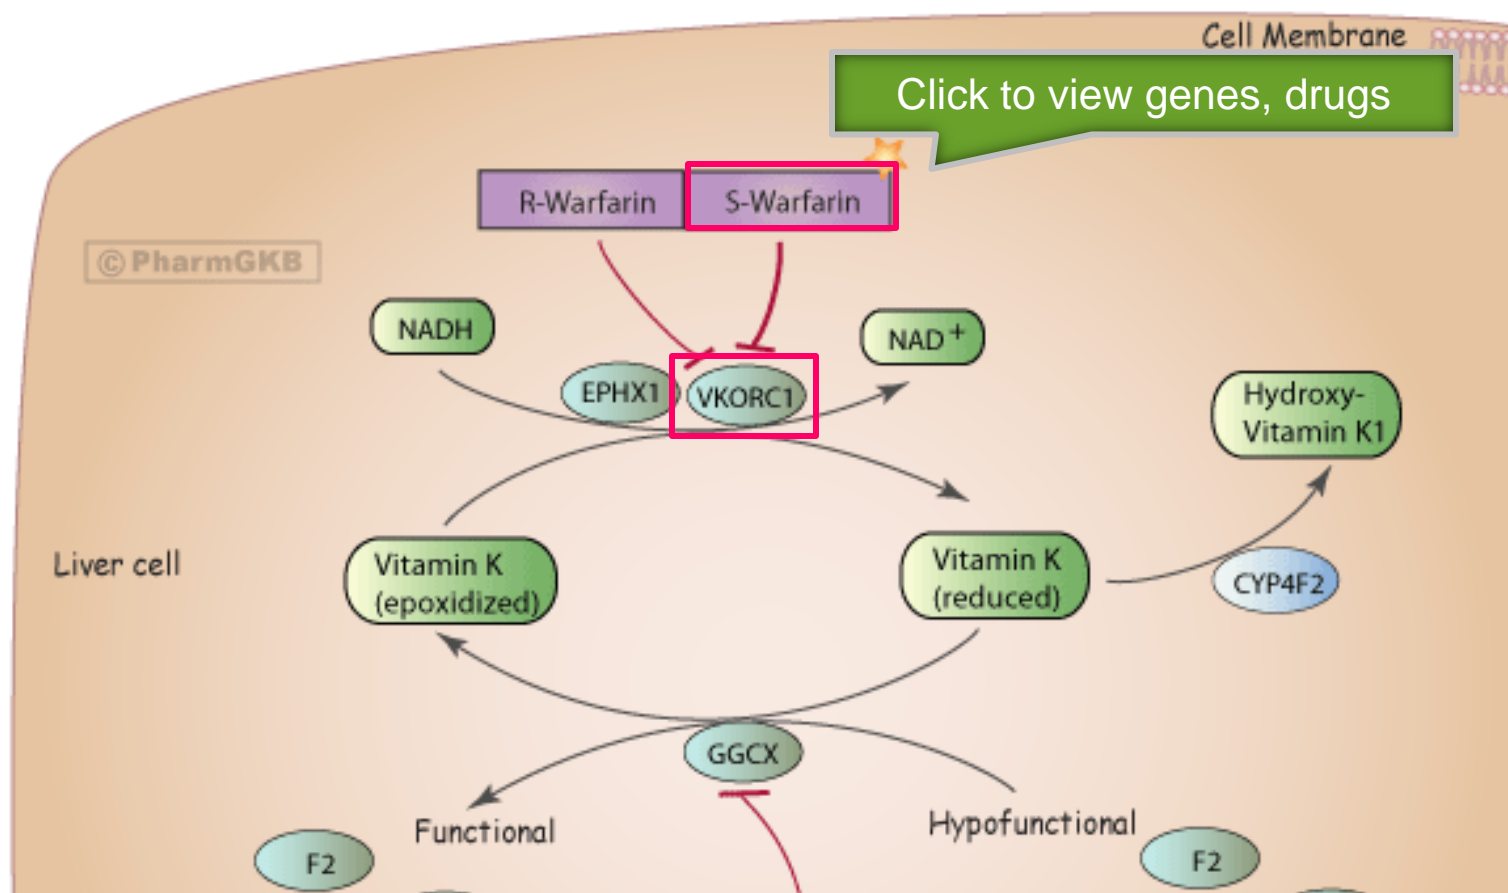 Cell Membrane
Click to view genes, drugs
R-Warfarin
S-Warfarin
© PharmGKB
NADH
NAD+
EPHX1
VKORC1
Hydroxy-
Vitamin K1
Liver cell
Vitamin K
(epoxidized)
Vitamin K
(reduced)
CYP4F2
GGCX
Functional
Hypofunctional
F2
F2